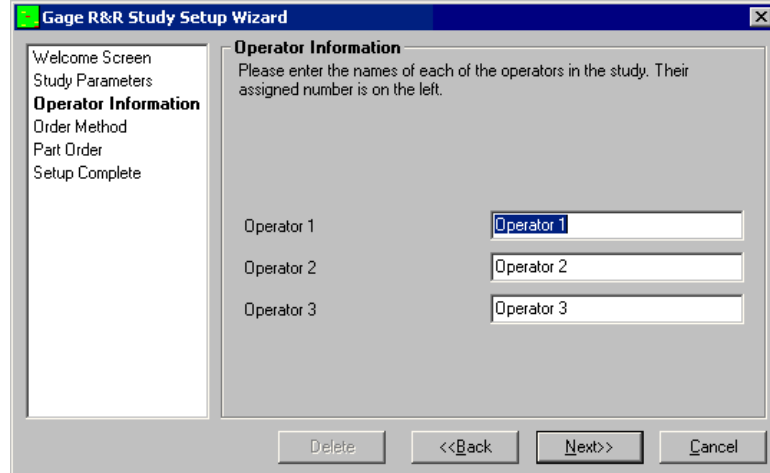 Gage R&R Study Setup Wizard
Welcome Screen
Study Parameters
Operator Information
Order Method
Part Order
Setup Complete
Operator Information
Please enter the names of each of the operators in the study. Their
assigned number is on the left.
Operator 1 Operator 1
Operator 2 Operator 2
Operator 3 Operator 3
Delete <<Back Next>> Cancel